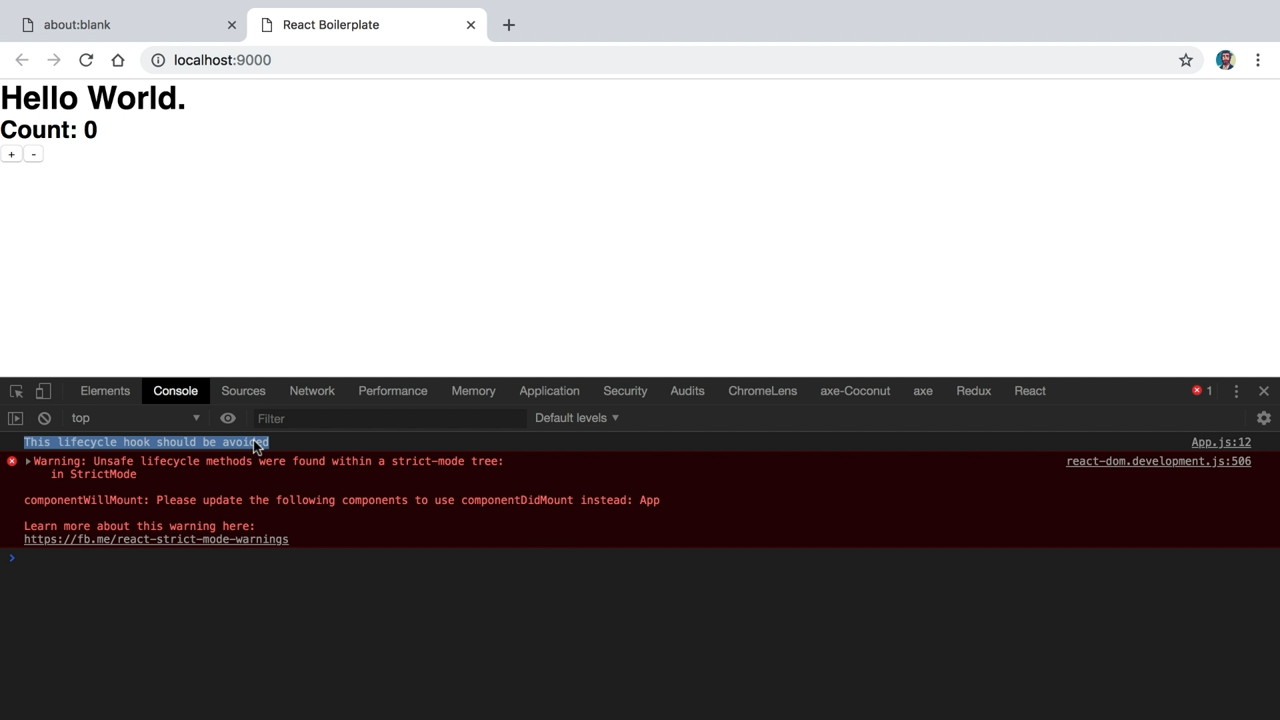 about:blank
React Boilerplate
localhost:9000
Hello World.
Count: 0
+ -
Elements Console Sources Network Performance Memory Application Security Audits ChromeLens axe-Coconut axe Redux React 1
top Filter Default levels
This lifecycle hook should be avoided App.js:12
Warning: Unsafe lifecycle methods were found within a strict-mode tree: react-dom.development.js:506
in StrictMode
componentWillMount: Please update the following components to use componentDidMount instead: App
Learn more about this warning here:
https://fb.me/react-strict-mode-warnings
>